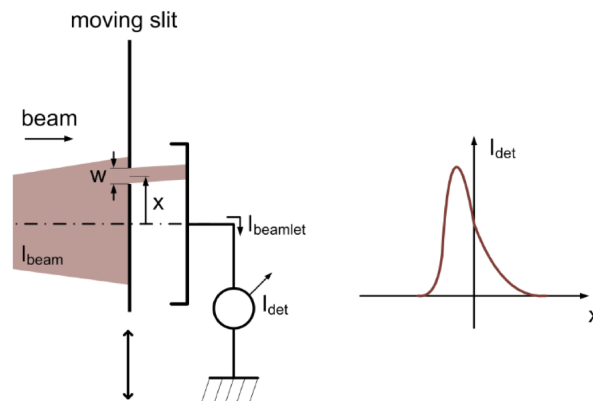 moving slit
beam
w
x
I_beam
I_beamlet
I_det
I_det
x